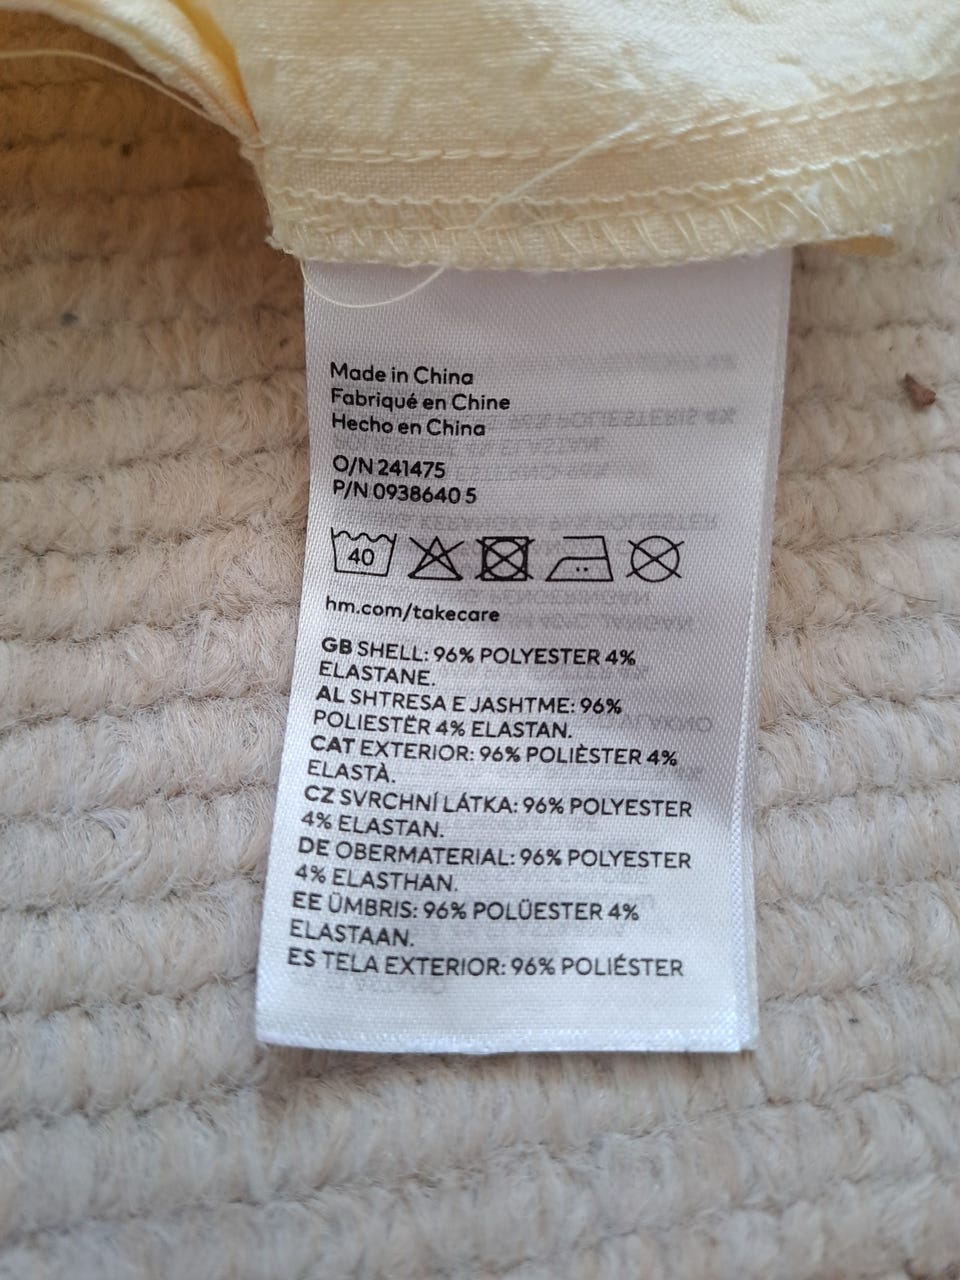 Made in China
Fabriqué en Chine
Hecho en China
O/N 241475
P/N 0938640 5
40
hm.com/takecare
GB SHELL: 96% POLYESTER 4%
ELASTANE.
AL SHTRESA E JASHTME: 96%
POLIESTËR 4% ELASTAN.
CAT EXTERIOR: 96% POLIÈSTER 4%
ELASTÀ.
CZ SVRCHNÍ LÁTKA: 96% POLYESTER
4% ELASTAN.
DE OBERMATERIAL: 96% POLYESTER
4% ELASTHAN.
EE ÜMBRIS: 96% POLÜESTER 4%
ELASTAAN.
ES TELA EXTERIOR: 96% POLIÉSTER